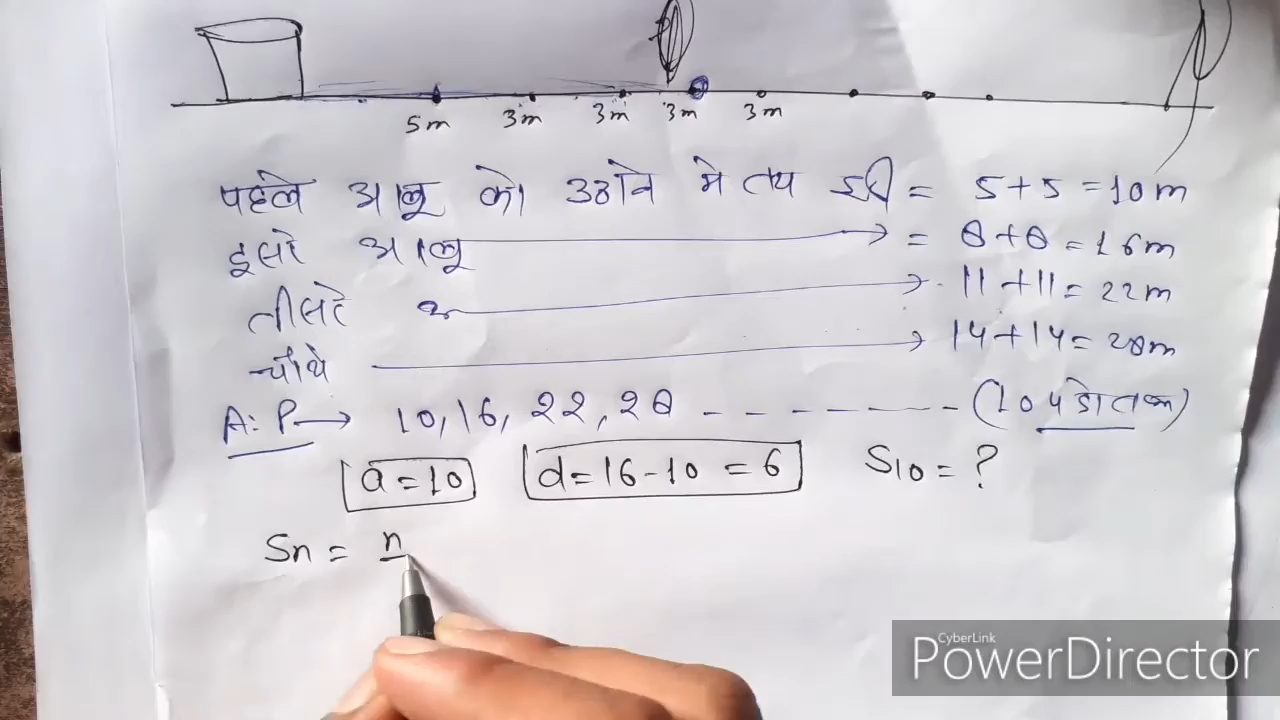 5m 3m 3m 3m 3m
पहले आलू को उठाने मे तय दूरी = 5+5=10m
दूसरे आलू = 8+8=16m
तीसरे 11+11=22m
चौथे 14+14=28m
A.P→ 10, 16, 22, 28 - - - - - - - (10 पदो तक)
a=10 d=16-10=6 S10=?
Sn = n
CyberLink
PowerDirector